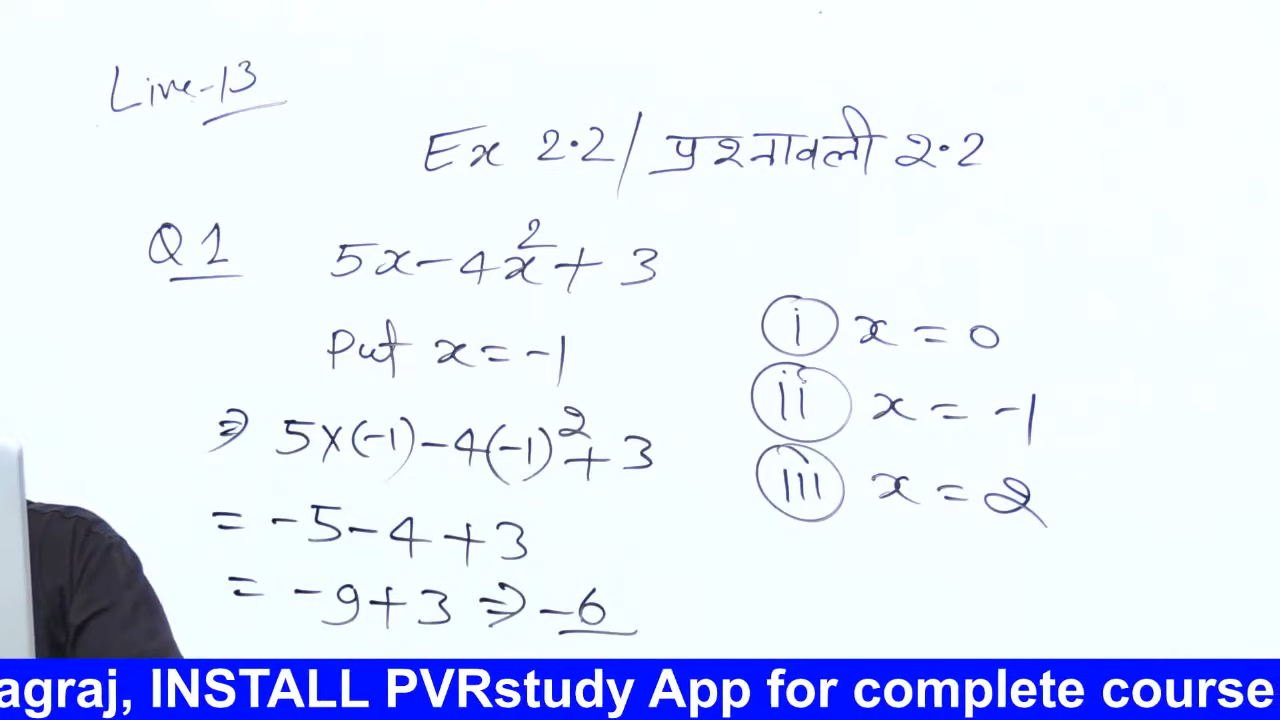 Live-13
Ex 2.2/ प्रश्नावली 2.2
Q1 5x-4x²+3
Put x=-1
⇒ 5x(-1)-4(-1)²+3
= -5-4+3
= -9+3 ⇒ -6
i x = 0
ii x = -1
iii x = 2
agraj, INSTALL PVRstudy App for complete course